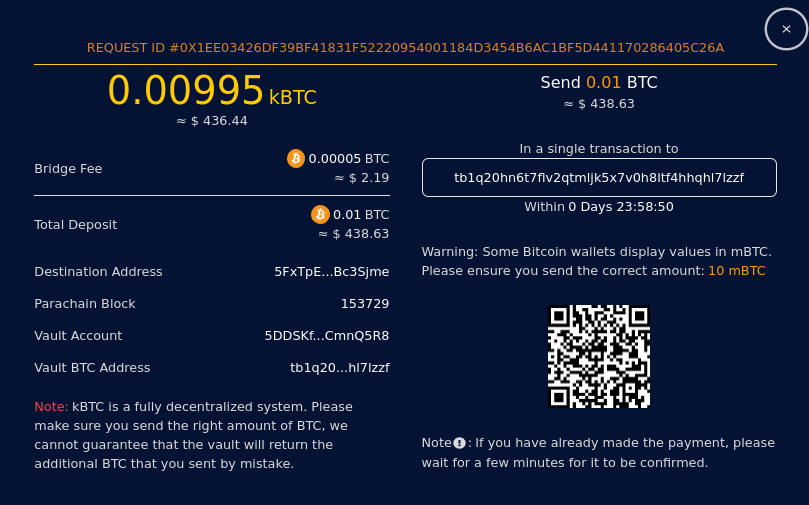 ×
REQUEST ID #0X1EE03426DF39BF41831F52220954001184D3454B6AC1BF5D441170286405C26A
0.00995 kBTC
≈ $ 436.44
Bridge Fee
0.00005 BTC
≈ $ 2.19
Total Deposit
0.01 BTC
≈ $ 438.63
Destination Address 5FxTpE...Bc3Sjme
Parachain Block 153729
Vault Account 5DDSKf...CmnQ5R8
Vault BTC Address tb1q20...hl7lzzf
Note: kBTC is a fully decentralized system. Please
make sure you send the right amount of BTC, we
cannot guarantee that the vault will return the
additional BTC that you sent by mistake.
Send 0.01 BTC
≈ $ 438.63
In a single transaction to
tb1q20hn6t7flv2qtmljk5x7v0h8ltf4hhqhl7lzzf
Within 0 Days 23:58:50
Warning: Some Bitcoin wallets display values in mBTC.
Please ensure you send the correct amount: 10 mBTC
Note: If you have already made the payment, please
wait for a few minutes for it to be confirmed.